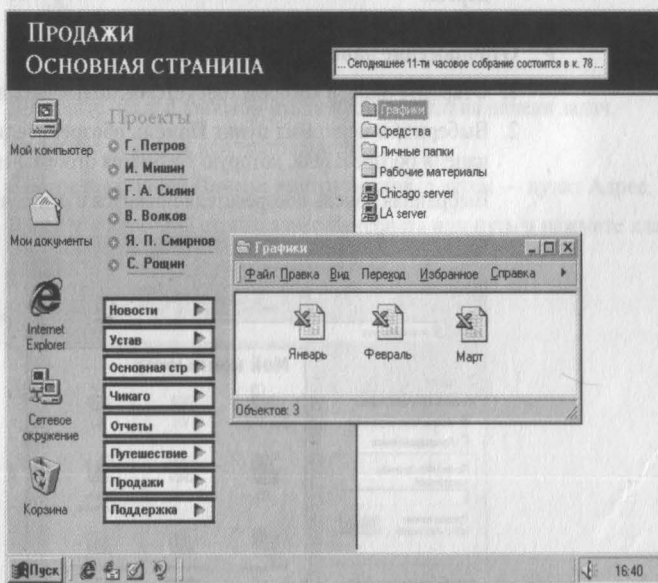 ПРОДАЖИ
ОСНОВНАЯ СТРАНИЦА
... Сегодняшнее 11-ти часовое собрание состоится в к. 78 ...
Мой компьютер
Мои документы
Internet
Explorer
Сетевое
окружение
Корзина
Проекты
Г. Петров
И. Мишин
Г. А. Силин
В. Волков
Я. П. Смирнов
С. Рощин
Новости
Устав
Основная стр
Чикаго
Отчеты
Путешествие
Продажи
Поддержка
Графики
Средства
Личные папки
Рабочие материалы
Chicago server
LA server
Графики
Файл Правка Вид Переход Избранное Справка
Январь Февраль Март
Объектов: 3
Пуск
16:40